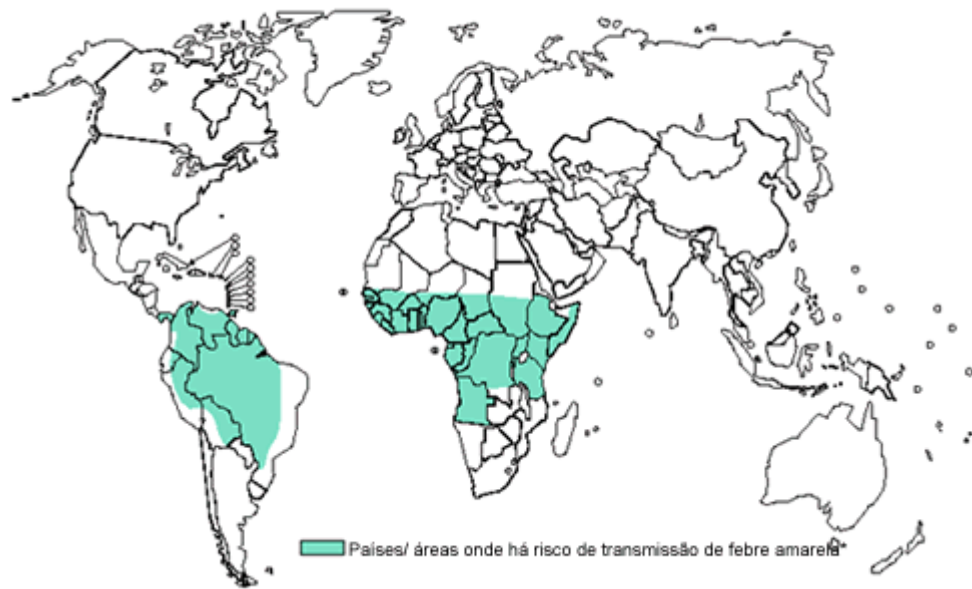 Países/ áreas onde há risco de transmissão de febre amarela